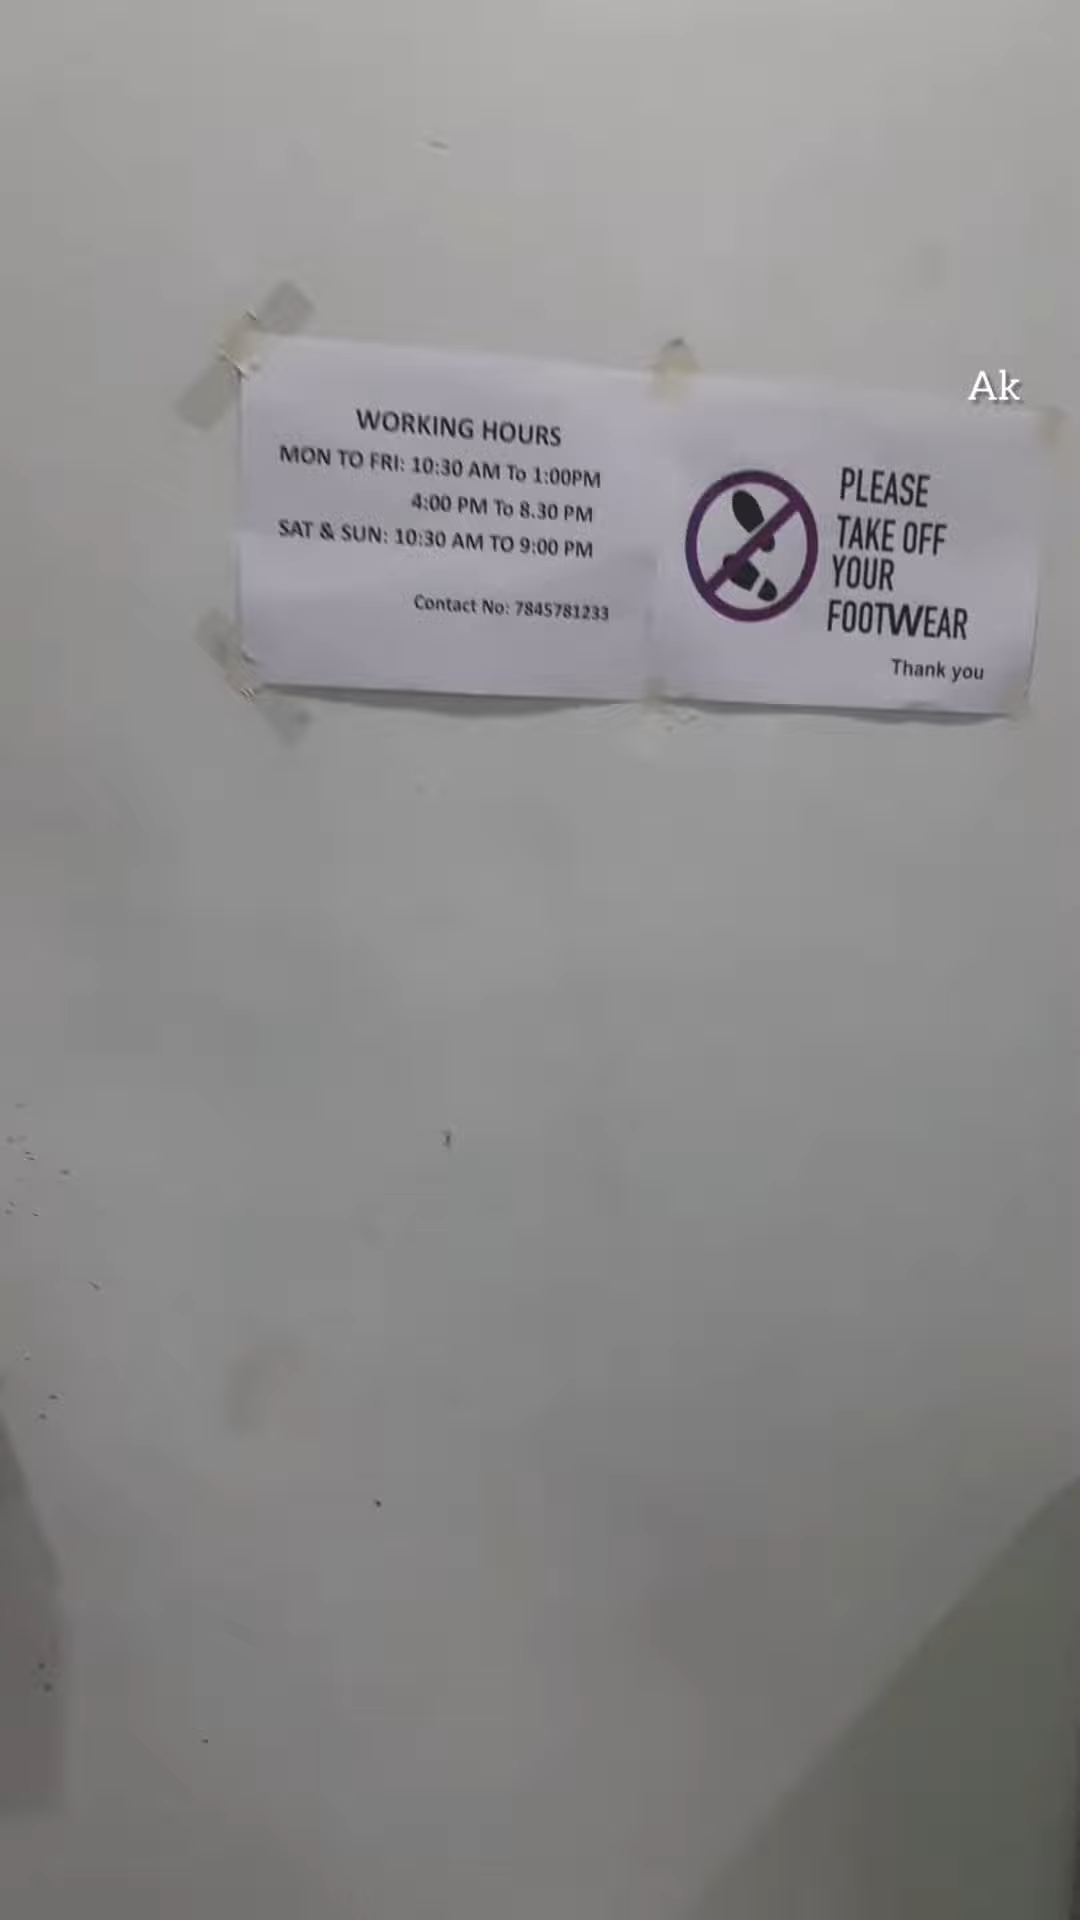 WORKING HOURS
MON TO FRI: 10:30 AM To 1:00PM
4:00 PM To 8.30 PM
SAT & SUN: 10:30 AM TO 9:00 PM
Contact No: 7845781233
Ak
PLEASE
TAKE OFF
YOUR
FOOTWEAR
Thank you